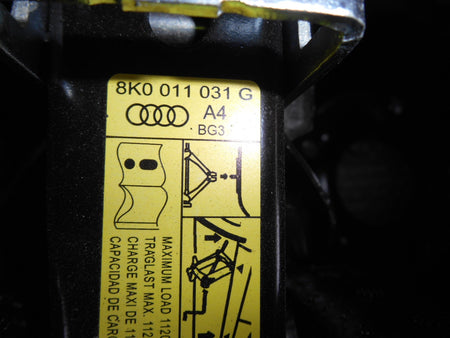 8K0 011 031 G
A4
BG3
MAXIMUM LOAD
TRAGLAST MAX.
CHARGE MAXI DE
CAPACIDAD DE